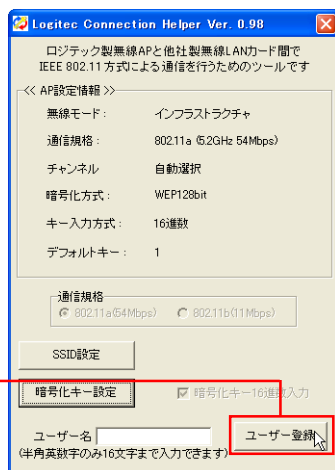 Logitec Connection Helper Ver. 0.98
ロジテック製無線APと他社製無線LANカード間で
IEEE 802.11 方式による通信を行うためのツールです
<< AP設定情報 >>
無線モード： インフラストラクチャ
通信規格： 802.11a (5.2GHz 54Mbps)
チャンネル 自動選択
暗号化方式： WEP128bit
キー入力方式： 16進数
デフォルトキー： 1
通信規格
802.11a(54Mbps) 802.11b(11Mbps)
SSID設定
暗号化キー設定 暗号化キー16進数入力
ユーザー名 ユーザー登録
(半角英数字のみ16文字まで入力できます)